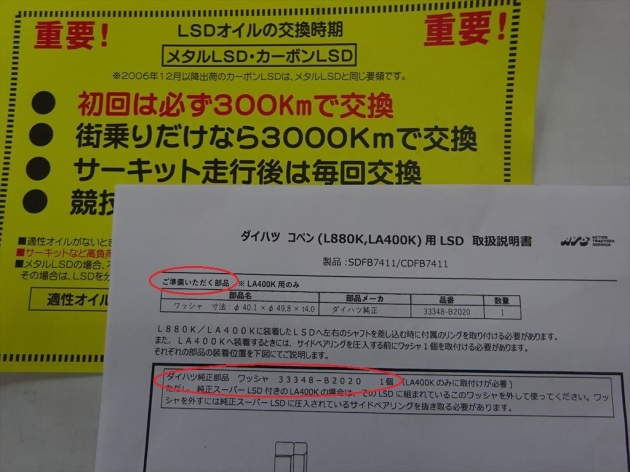 重要!
LSDオイルの交換時期
重要!
メタルLSD・カーボンLSD
※2006年12月以降出荷のカーボンLSDは、メタルLSDと同じ要領です。
● 初回は必ず300Kmで交換
● 街乗りだけなら3000Kmで交換
● サーキット走行後は毎回交換
● 競技
■適性オイルがないとき
■サーキットなど高負荷
■メタルLSDの場合、
その場合は、LSDを
適性オイル
ダイハツ コペン(L880K,LA400K)用 LSD 取扱説明書
製品 :SDFB7411/CDFB7411
ご準備いただく部品 ※ LA400K 用のみ
部品名 部品メーカ 品番 数量
ワッシャ 寸法:φ40.1×φ49.8×t4.0 ダイハツ純正 33348-B2020 1
L880K/LA400Kに装着したLSDへ左右のシャフトを差し込む時に付属のリングを取り付ける必要があります。
また、LA400Kへ装着するときには、サイドベアリングを圧入する前にワッシャ1個を取付ける必要があります。
それぞれの部品の装着位置を下図にてご説明します。
ダイハツ純正部品 ワッシャ 33348-B2020 1個 (LA400Kのみに取付けが必要)
ただし、純正スーパーLSD付きのLA400Kの場合は、そのLSDに組まれているこのワッシャを外して使ってください。ワッ
シャを外すには純正スーパーLSDに圧入されているサイドベアリングを抜き取る必要があります。